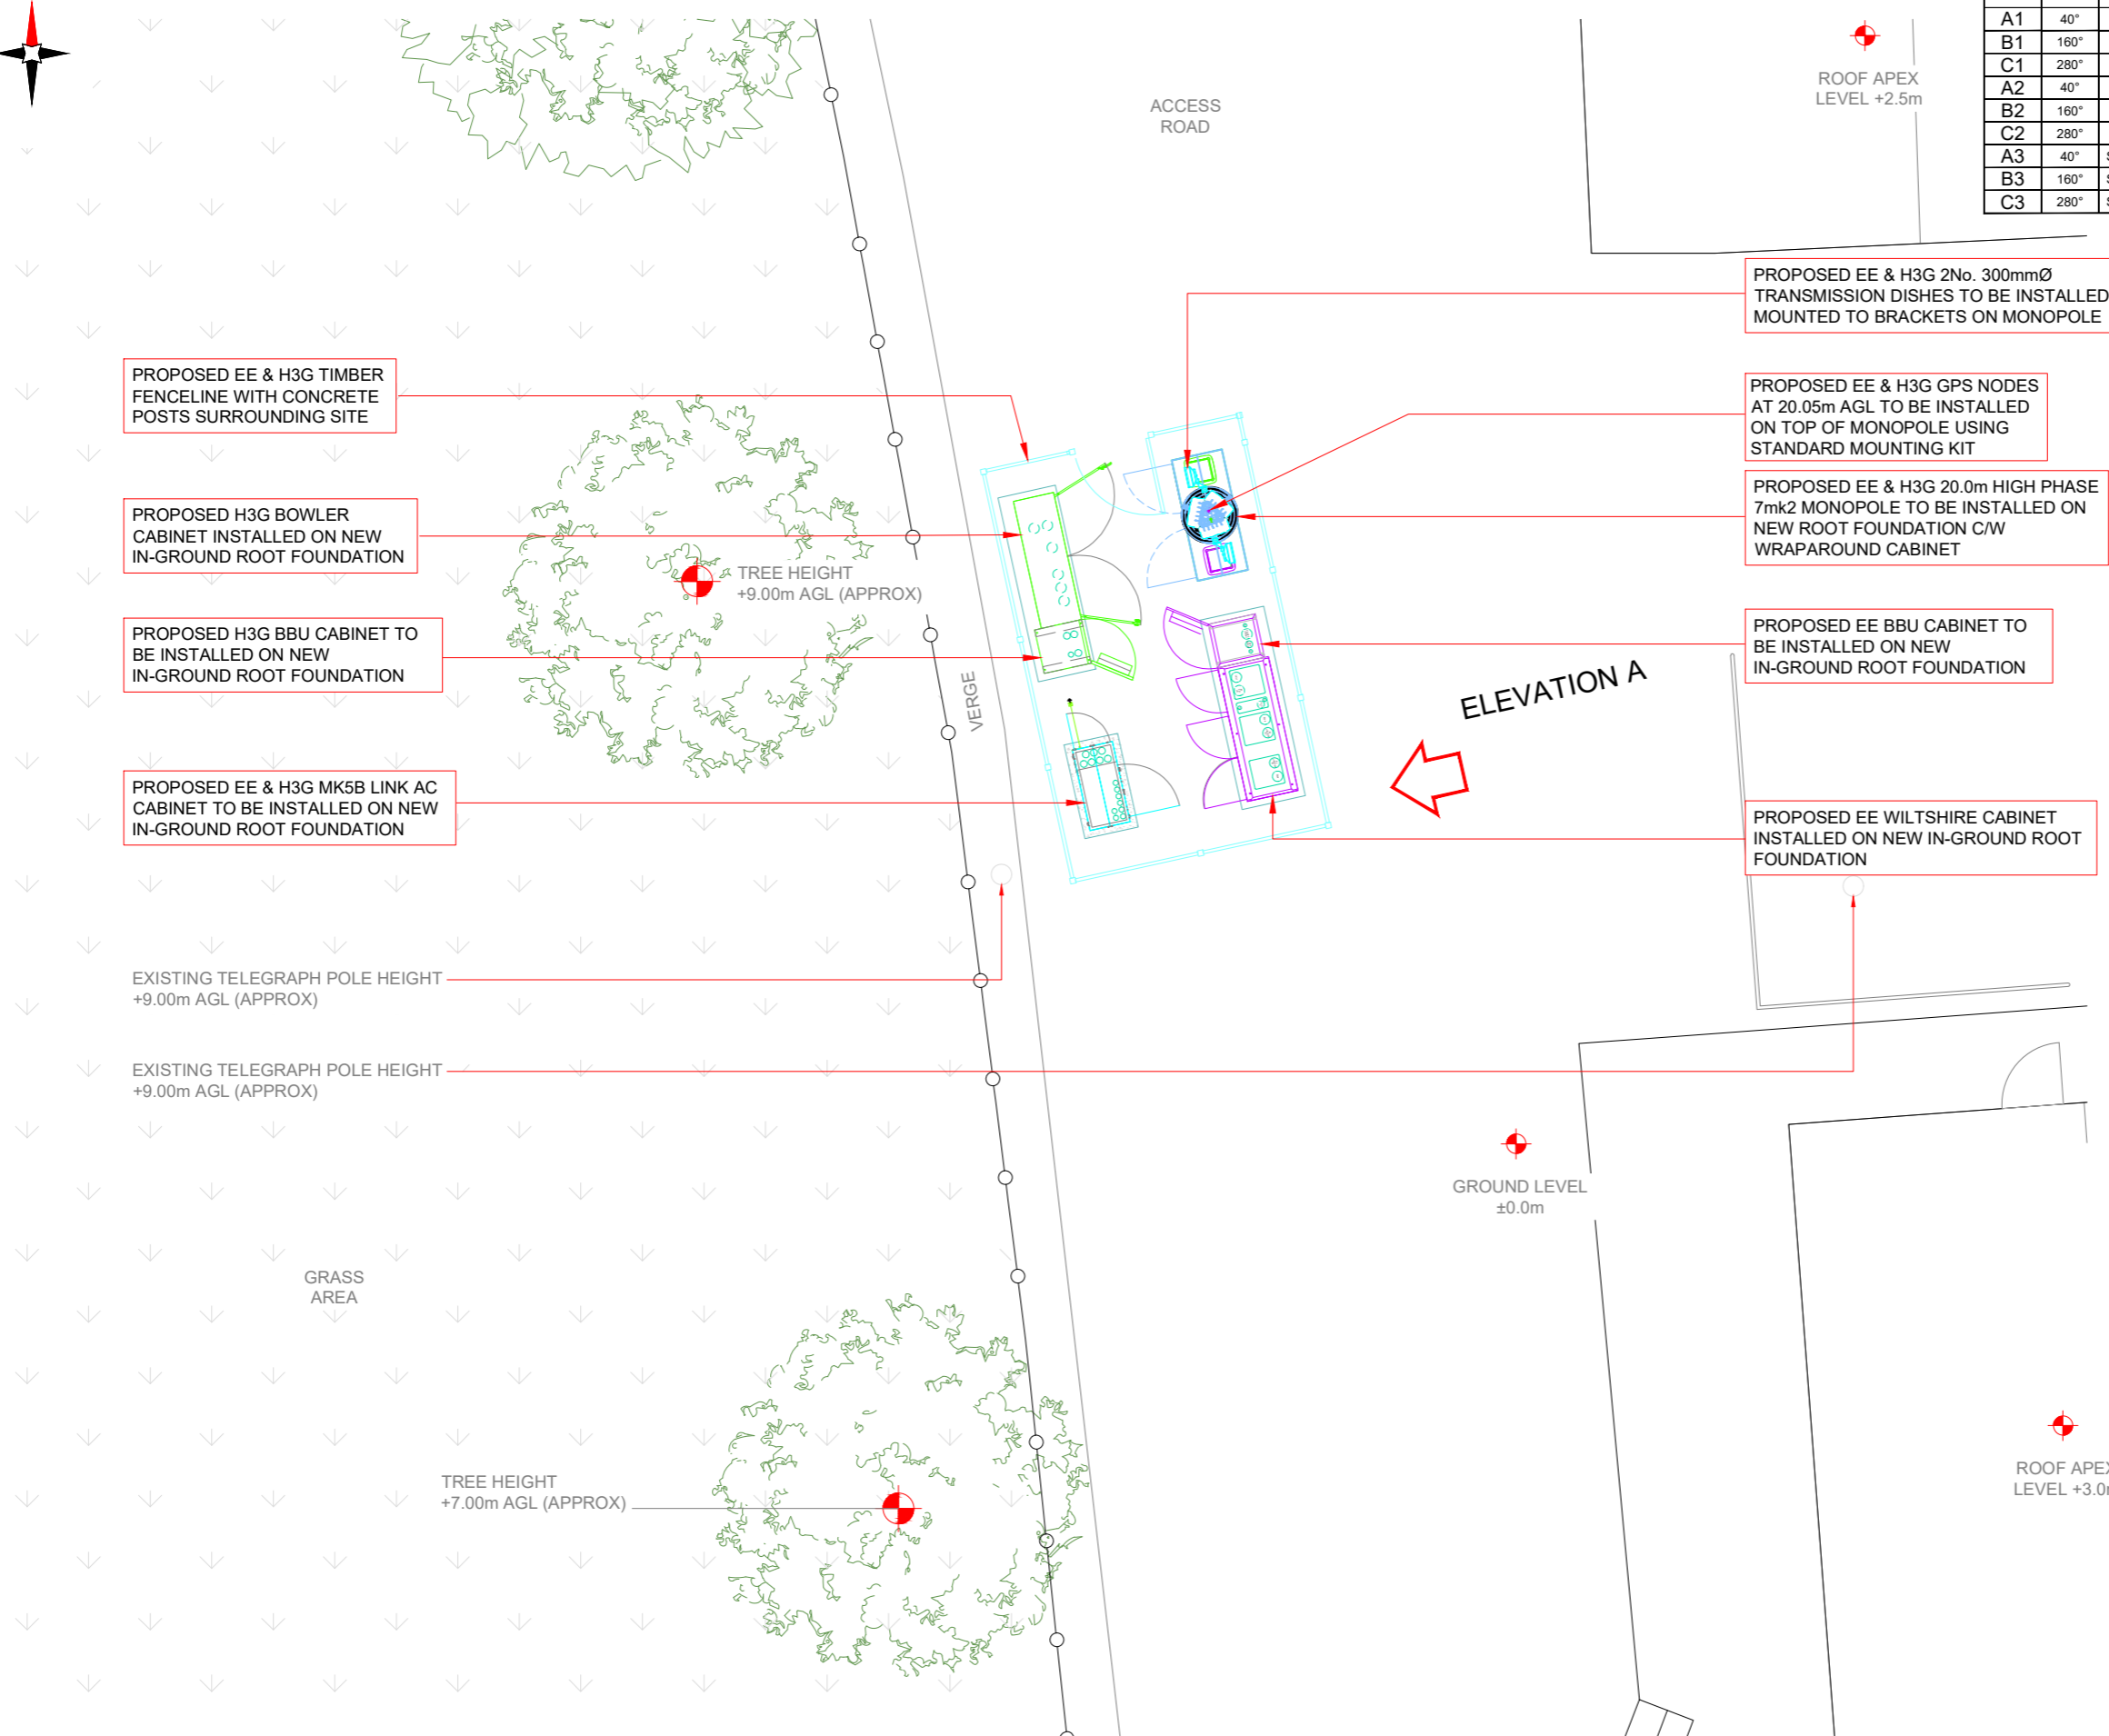 A1 40°
B1 160°
C1 280°
A2 40°
B2 160°
C2 280°
A3 40°
B3 160°
C3 280°
ROOF APEX
LEVEL +2.5m
ACCESS
ROAD
PROPOSED EE & H3G 2No. 300mmØ
TRANSMISSION DISHES TO BE INSTALLED
MOUNTED TO BRACKETS ON MONOPOLE
PROPOSED EE & H3G TIMBER
FENCELINE WITH CONCRETE
POSTS SURROUNDING SITE
PROPOSED EE & H3G GPS NODES
AT 20.05m AGL TO BE INSTALLED
ON TOP OF MONOPOLE USING
STANDARD MOUNTING KIT
PROPOSED H3G BOWLER
CABINET INSTALLED ON NEW
IN-GROUND ROOT FOUNDATION
PROPOSED EE & H3G 20.0m HIGH PHASE
7mk2 MONOPOLE TO BE INSTALLED ON
NEW ROOT FOUNDATION C/W
WRAPAROUND CABINET
TREE HEIGHT
+9.00m AGL (APPROX)
PROPOSED H3G BBU CABINET TO
BE INSTALLED ON NEW
IN-GROUND ROOT FOUNDATION
PROPOSED EE BBU CABINET TO
BE INSTALLED ON NEW
IN-GROUND ROOT FOUNDATION
VERGE
ELEVATION A
PROPOSED EE & H3G MK5B LINK AC
CABINET TO BE INSTALLED ON NEW
IN-GROUND ROOT FOUNDATION
PROPOSED EE WILTSHIRE CABINET
INSTALLED ON NEW IN-GROUND ROOT
FOUNDATION
EXISTING TELEGRAPH POLE HEIGHT
+9.00m AGL (APPROX)
EXISTING TELEGRAPH POLE HEIGHT
+9.00m AGL (APPROX)
GROUND LEVEL
±0.0m
GRASS
AREA
TREE HEIGHT
+7.00m AGL (APPROX)
ROOF APEX
LEVEL +3.0m